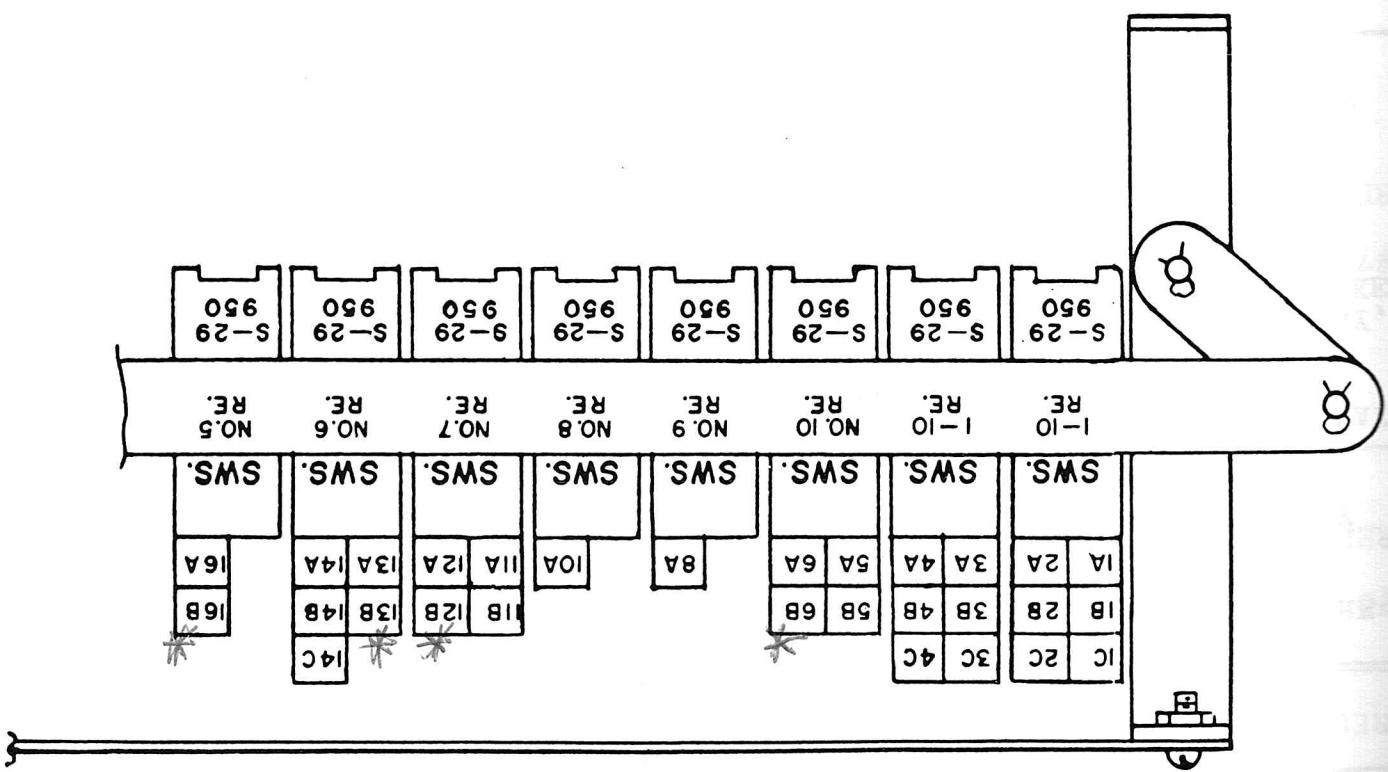 1C 2C 3C 4C 14C
1B 2B 3B 4B 5B 6B 11B 12B 13B 14B 16B
1A 2A 3A 4A 5A 6A 8A 10A 11A 12A 13A 14A 16A
SWS. SWS. SWS. SWS. SWS. SWS. SWS. SWS.
1-10 1-10 NO.10 NO.9 NO.8 NO.7 NO.6 NO.5
RE. RE. RE. RE. RE. RE. RE. RE.
S-29 S-29 S-29 S-29 S-29 S-29 S-29 S-29
950 950 950 950 950 950 950 950